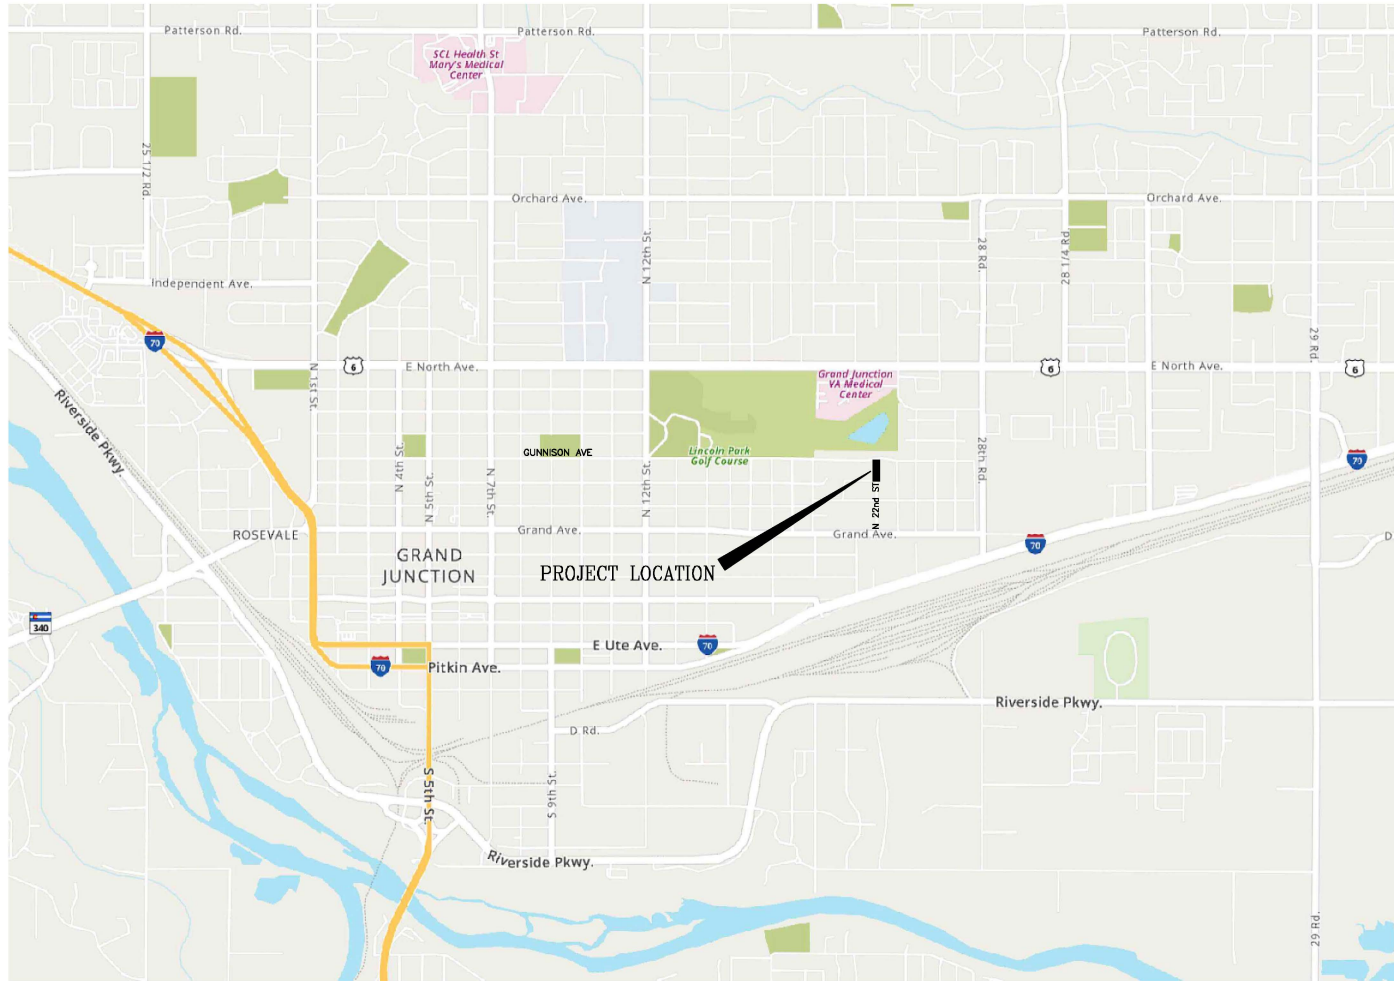 Patterson Rd.
Patterson Rd.
Patterson Rd.
SCL Health St
Mary's Medical
Center
25 1/2 Rd.
Orchard Ave.
Orchard Ave.
N 12th St.
28 Rd.
28 1/4 Rd
Independent Ave.
70
29 Rd.
N 1st St.
6
E North Ave.
6
E North Ave.
6
Grand Junction
VA Medical
Center
Riverside Pkwy.
N 4th St.
N 5th St.
N 7th St.
GUNNISON AVE
N 12th St.
Lincoln Park
Golf Course
28th Rd.
70
N 22nd ST
ROSEVALE
Grand Ave.
Grand Ave.
70
D
GRAND
JUNCTION
PROJECT LOCATION
340
E Ute Ave.
70
70
Pitkin Ave.
Riverside Pkwy.
D Rd.
S 5th St.
S 9th St.
Riverside Pkwy.
29 Rd.